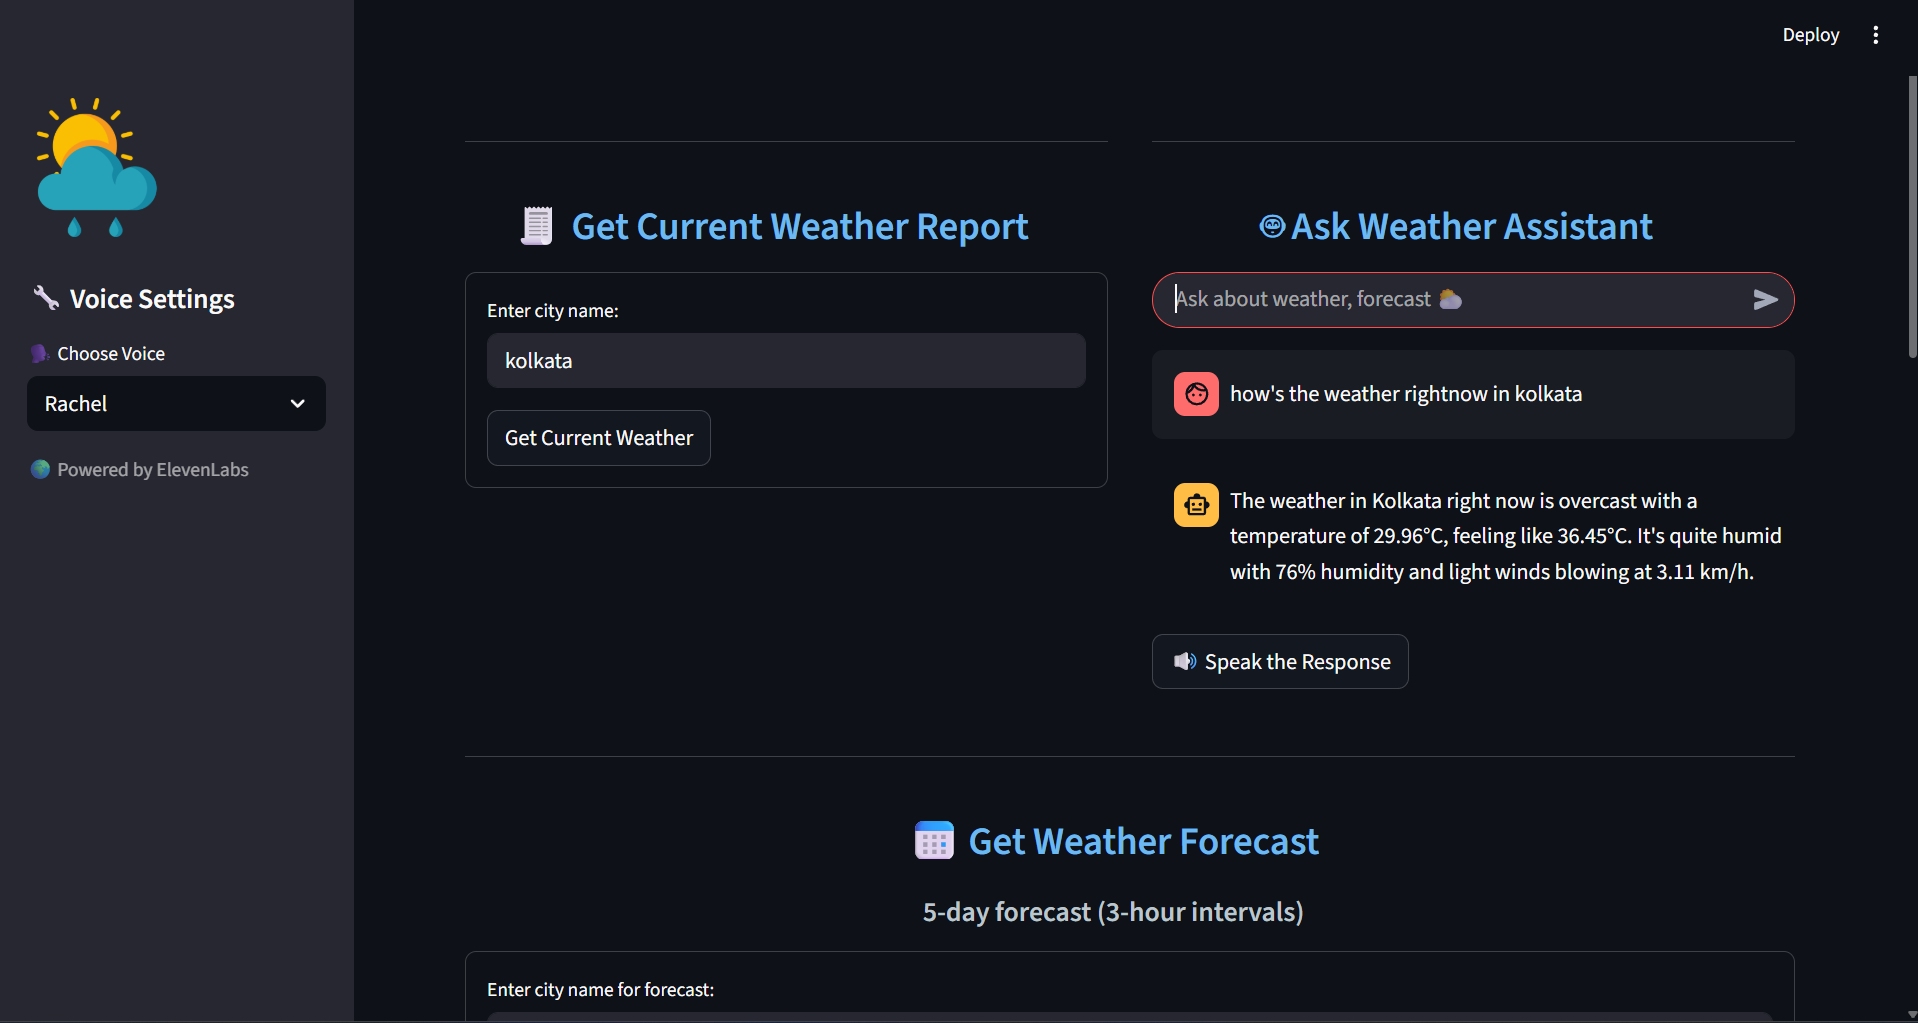 Deploy
Voice Settings
Choose Voice
Rachel
Powered by ElevenLabs
Get Current Weather Report
Enter city name:
kolkata
Get Current Weather
Ask Weather Assistant
Ask about weather, forecast
how's the weather rightnow in kolkata
The weather in Kolkata right now is overcast with a
temperature of 29.96°C, feeling like 36.45°C. It's quite humid
with 76% humidity and light winds blowing at 3.11 km/h.
Speak the Response
Get Weather Forecast
5-day forecast (3-hour intervals)
Enter city name for forecast: